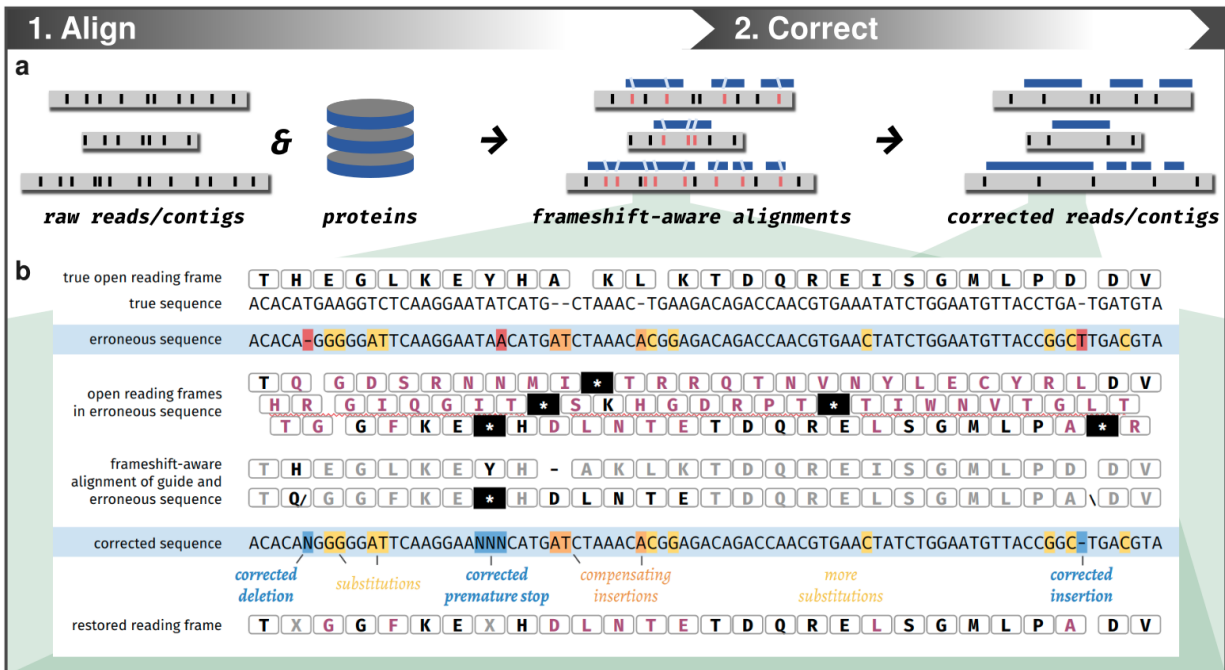 1. Align
2. Correct
a
&
raw reads/contigs
proteins
frameshift-aware alignments
corrected reads/contigs
b
true open reading frame
T H E G L K E Y H A K L K T D Q R E I S G M L P D D V
true sequence
ACACATGAAGGTCTCAAGGAATATCATG--CTAAAC-TGAAGACAGACCAACGTGAAATATCTGGAATGTTACCTGA-TGATGTA
erroneous sequence
ACACA-GGGGGGATTCAAGGAATAACATGATCTAAACACGGAGACAGACCAACGTGAACTATCTGGAATGTTACCGGCTTGACGTA
open reading frames
in erroneous sequence
T Q G D S R N N M I * T R R Q T N V N Y L E C Y R L D V
H R G I Q G I T * S K H G D R P T * T I W N V T G L T
T G G F K E * H D L N T E T D Q R E L S G M L P A * R
frameshift-aware
alignment of guide and
erroneous sequence
T H E G L K E Y H - A K L K T D Q R E I S G M L P D D V
T Q/ G G F K E * H D L N T E T D Q R E L S G M L P A \ D V
corrected sequence
ACACANGGGGGGATTCAAGGAANNNCATGATCTAAACACGGAGACAGACCAACGTGAACTATCTGGAATGTTACCGGC-TGACGTA
corrected
deletion
substitutions
corrected
premature stop
compensating
insertions
more
substitutions
corrected
insertion
restored reading frame
T X G G F K E X H D L N T E T D Q R E L S G M L P A D V